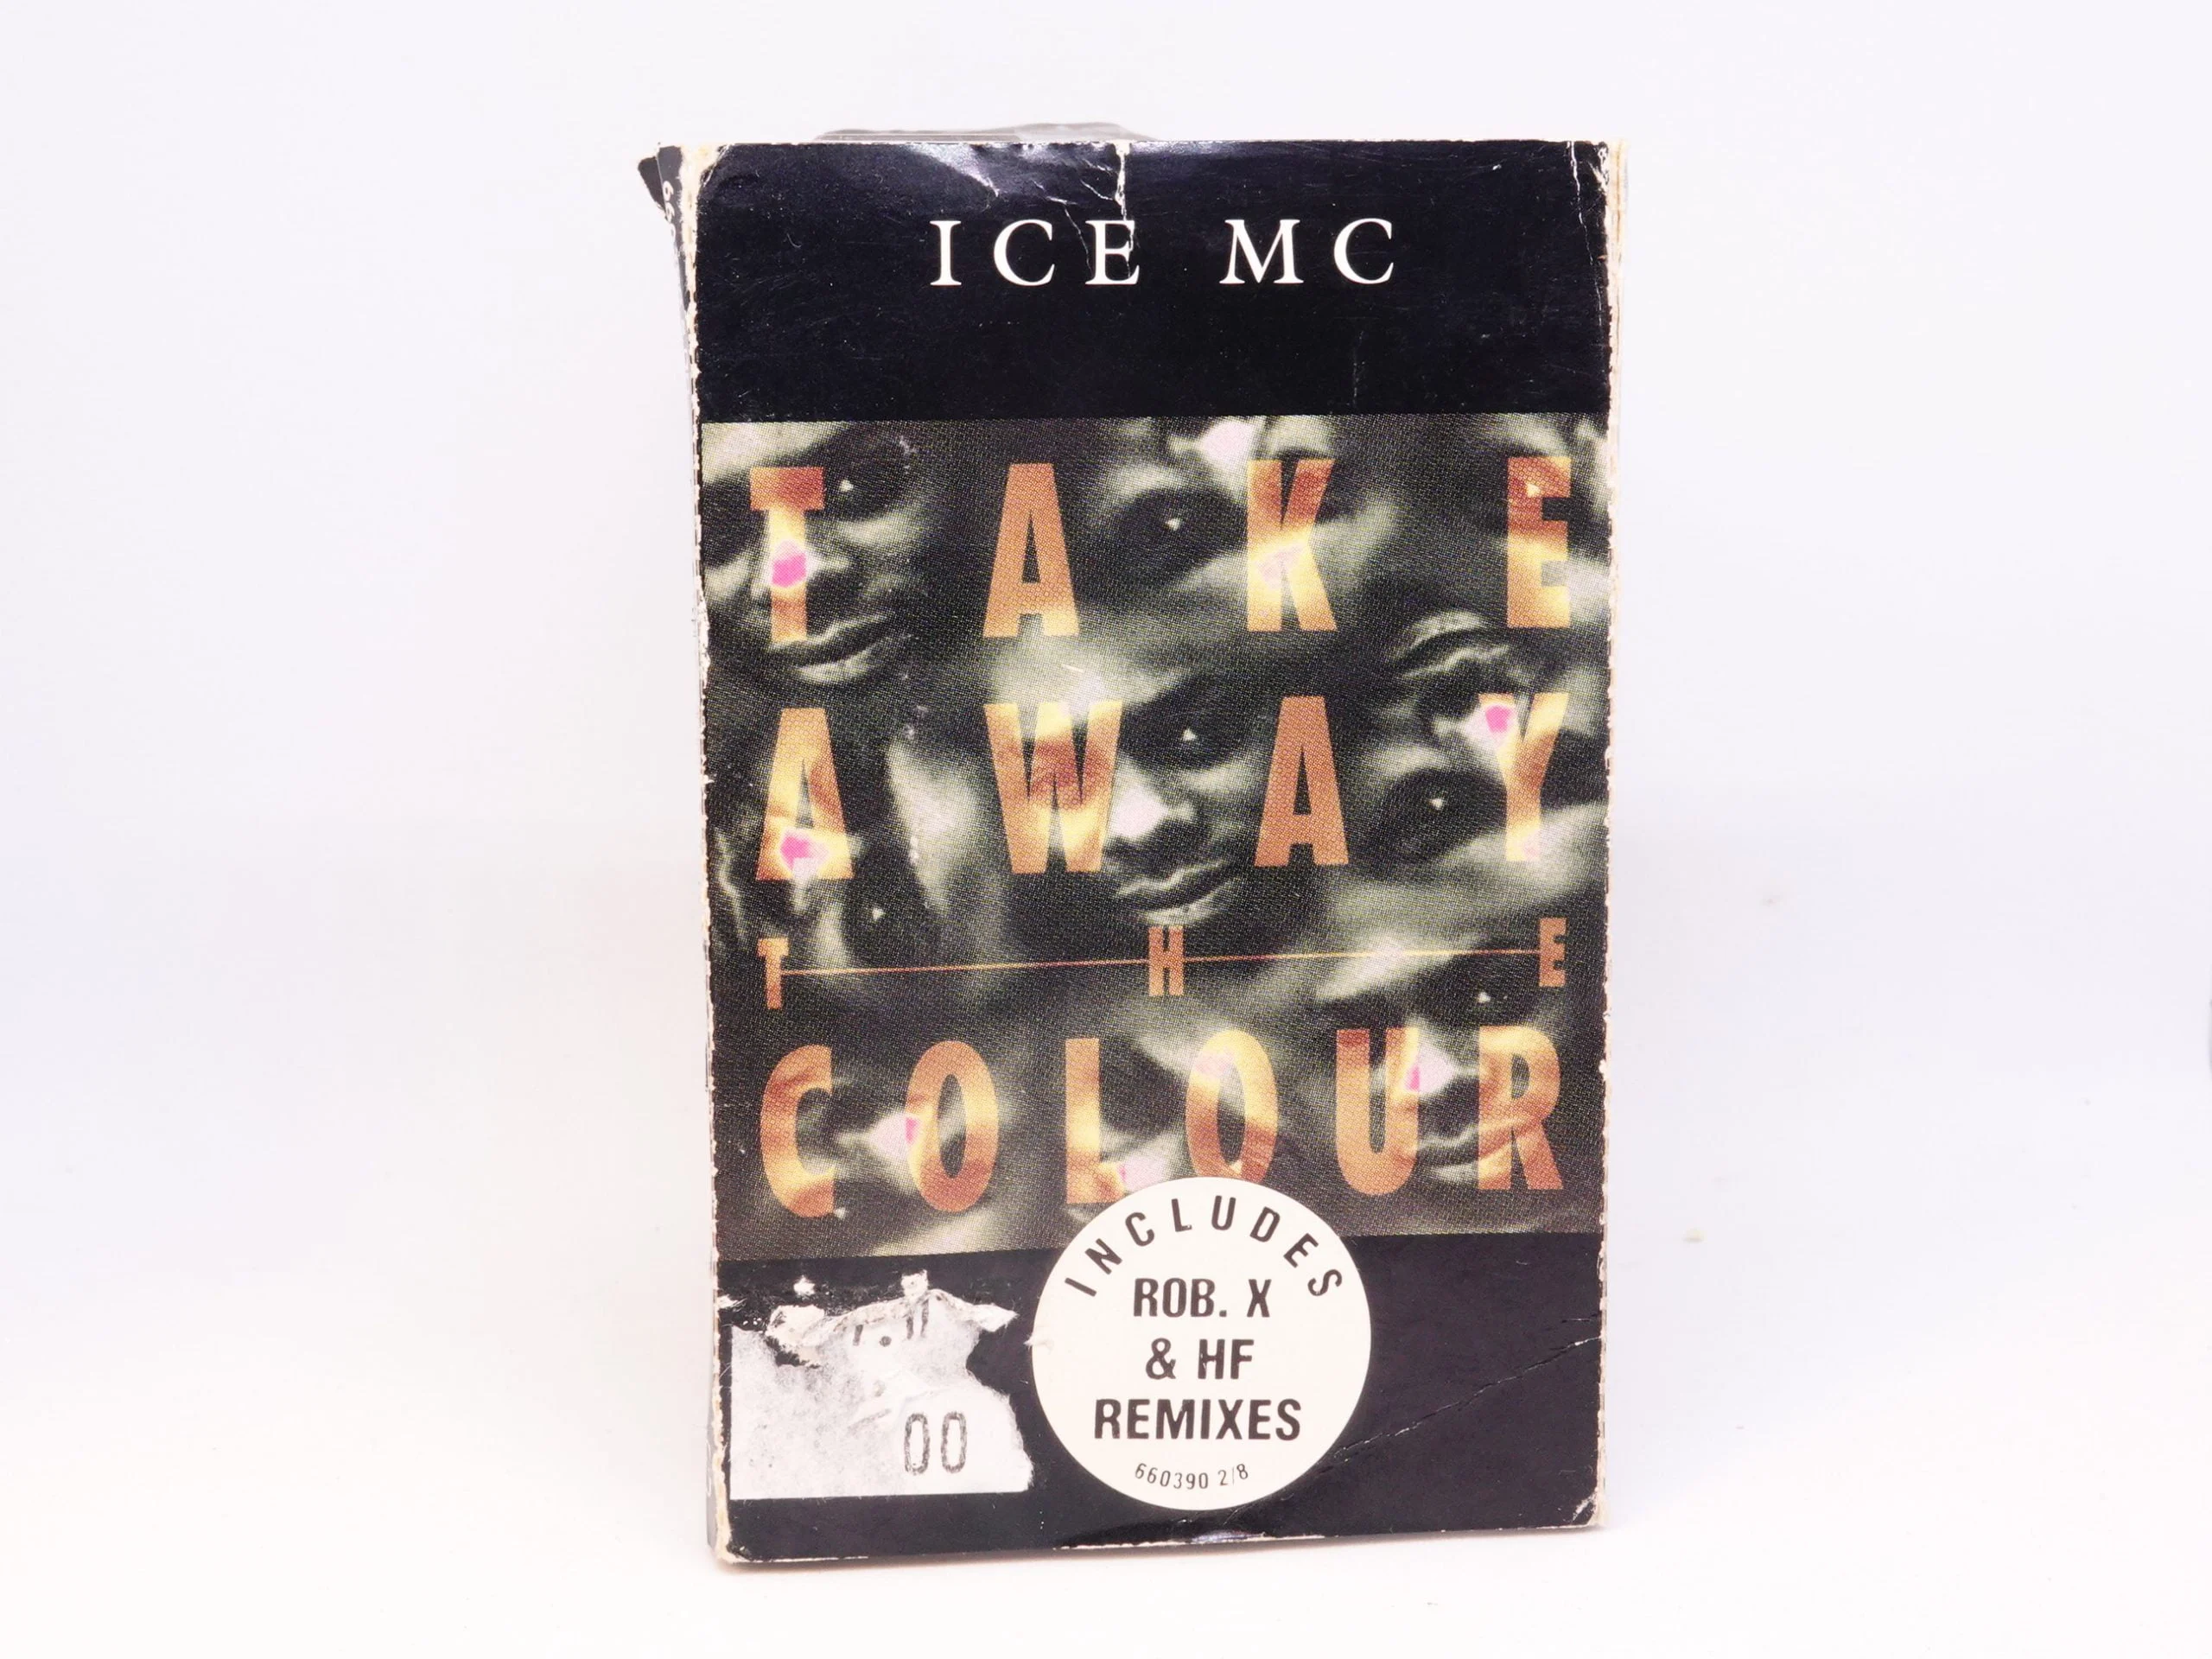 ICE MC
TAKE
AWAY
THE
COLOUR
INCLUDES
ROB. X
& HF
REMIXES
660390 2/8
00